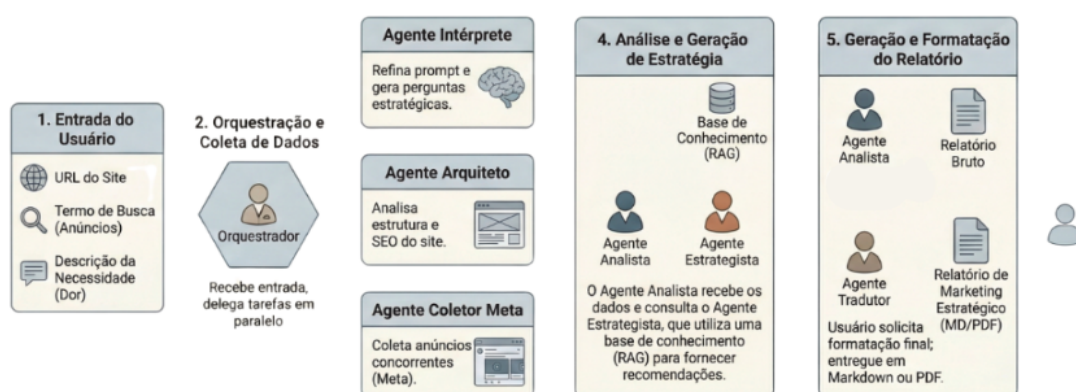 1. Entrada do
Usuário
URL do Site
Termo de Busca
(Anúncios)
Descrição da
Necessidade
(Dor)
2. Orquestração e
Coleta de Dados
Orquestrador
Recebe entrada,
delega tarefas em
paralelo
Agente Intérprete
Refina prompt e
gera perguntas
estratégicas.
Agente Arquiteto
Analisa
estrutura e
SEO do site.
Agente Coletor Meta
Coleta anúncios
concorrentes
(Meta).
4. Análise e Geração
de Estratégia
Base de
Conhecimento
(RAG)
Agente
Analista
Agente
Estrategista
O Agente Analista recebe os
dados e consulta o Agente
Estrategista, que utiliza uma
base de conhecimento
(RAG) para fornecer
recomendações.
5. Geração e Formatação
do Relatório
Agente
Analista
Relatório
Bruto
Agente
Tradutor
Relatório de
Marketing
Estratégico
(MD/PDF)
Usuário solicita
formatação final;
entregue em
Markdown ou PDF.